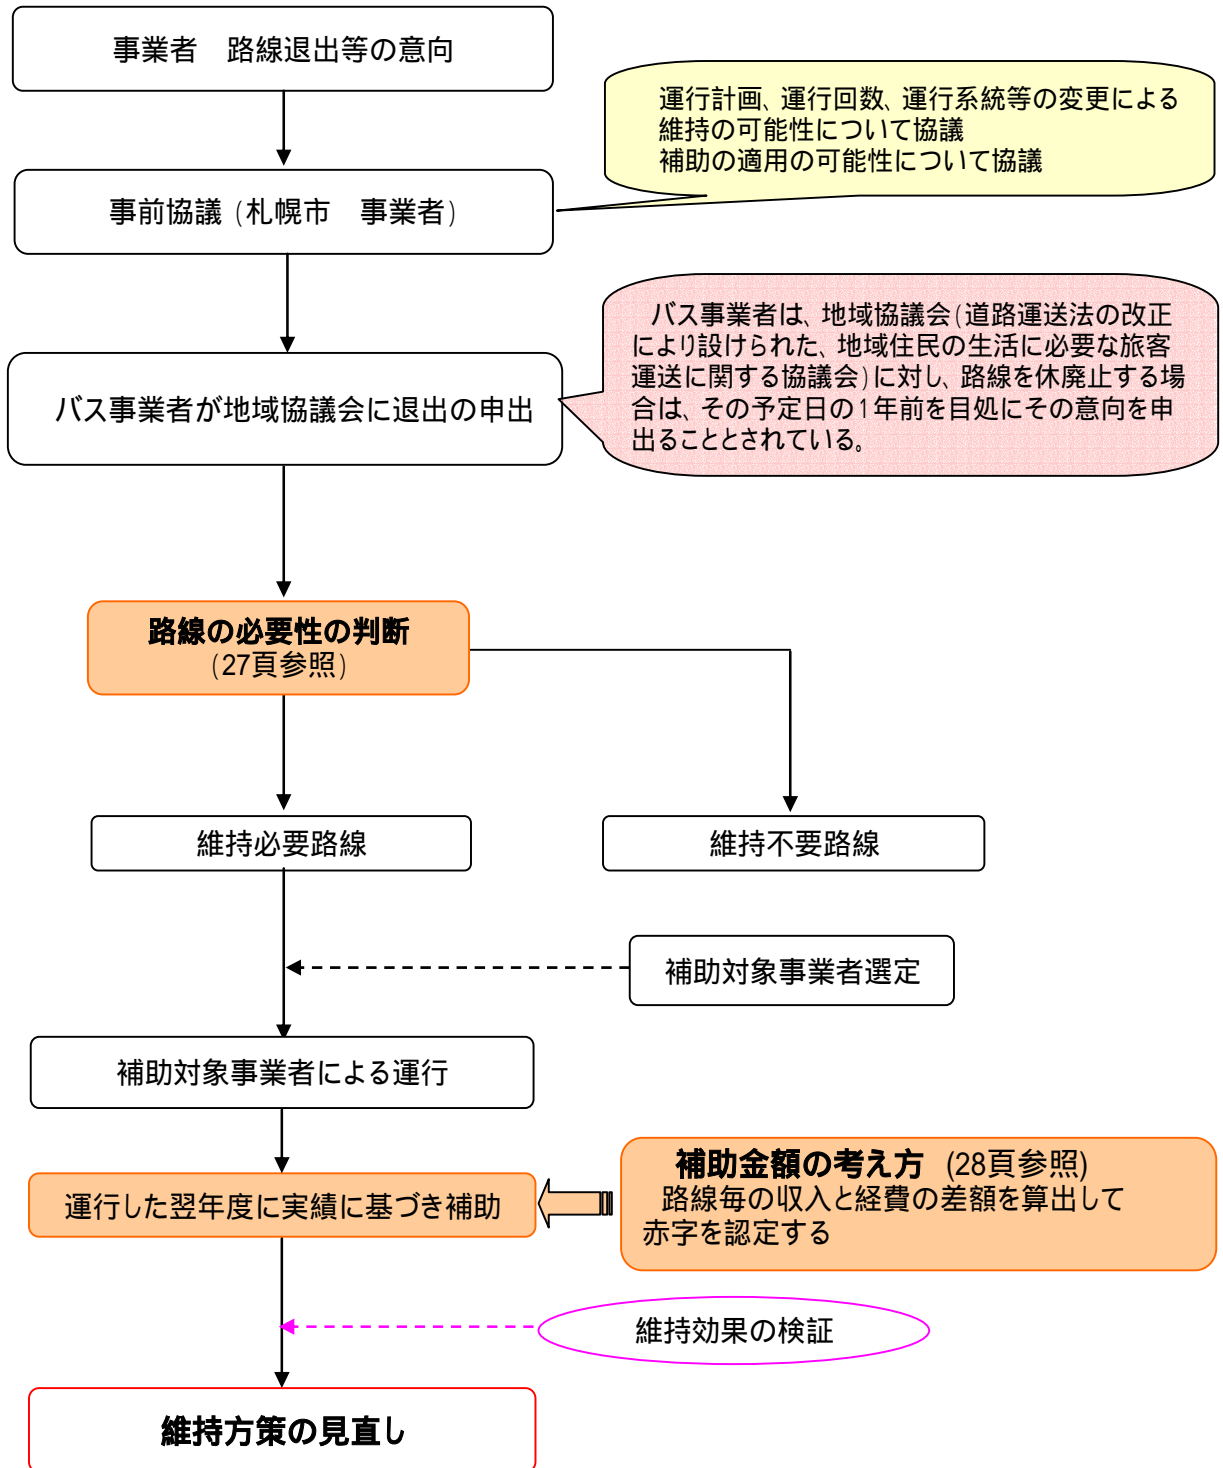 事業者　路線退出等の意向
運行計画、運行回数、運行系統等の変更による
維持の可能性について協議
補助の適用の可能性について協議
事前協議（札幌市　事業者）
バス事業者は、地域協議会（道路運送法の改正
により設けられた、地域住民の生活に必要な旅客
運送に関する協議会）に対し、路線を休廃止する場
合は、その予定日の1年前を目処にその意向を申
出ることとされている。
バス事業者が地域協議会に退出の申出
路線の必要性の判断
（27頁参照）
維持必要路線
維持不要路線
補助対象事業者選定
補助対象事業者による運行
補助金額の考え方 (28頁参照)
路線毎の収入と経費の差額を算出して
赤字を認定する
運行した翌年度に実績に基づき補助
維持効果の検証
維持方策の見直し